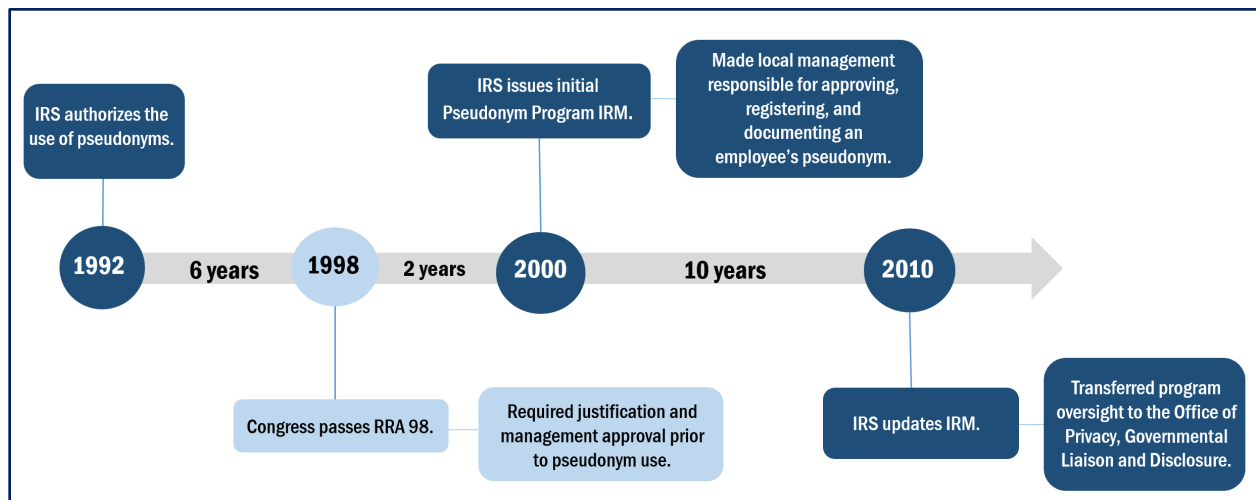 IRS authorizes the
use of pseudonyms.
IRS issues initial
Pseudonym Program IRM.
Made local management
responsible for approving,
registering, and
documenting an
employee’s pseudonym.
1992
6 years
1998
2 years
2000
10 years
2010
Congress passes RRA 98.
Required justification and
management approval prior
to pseudonym use.
IRS updates IRM.
Transferred program
oversight to the Office of
Privacy, Governmental
Liaison and Disclosure.